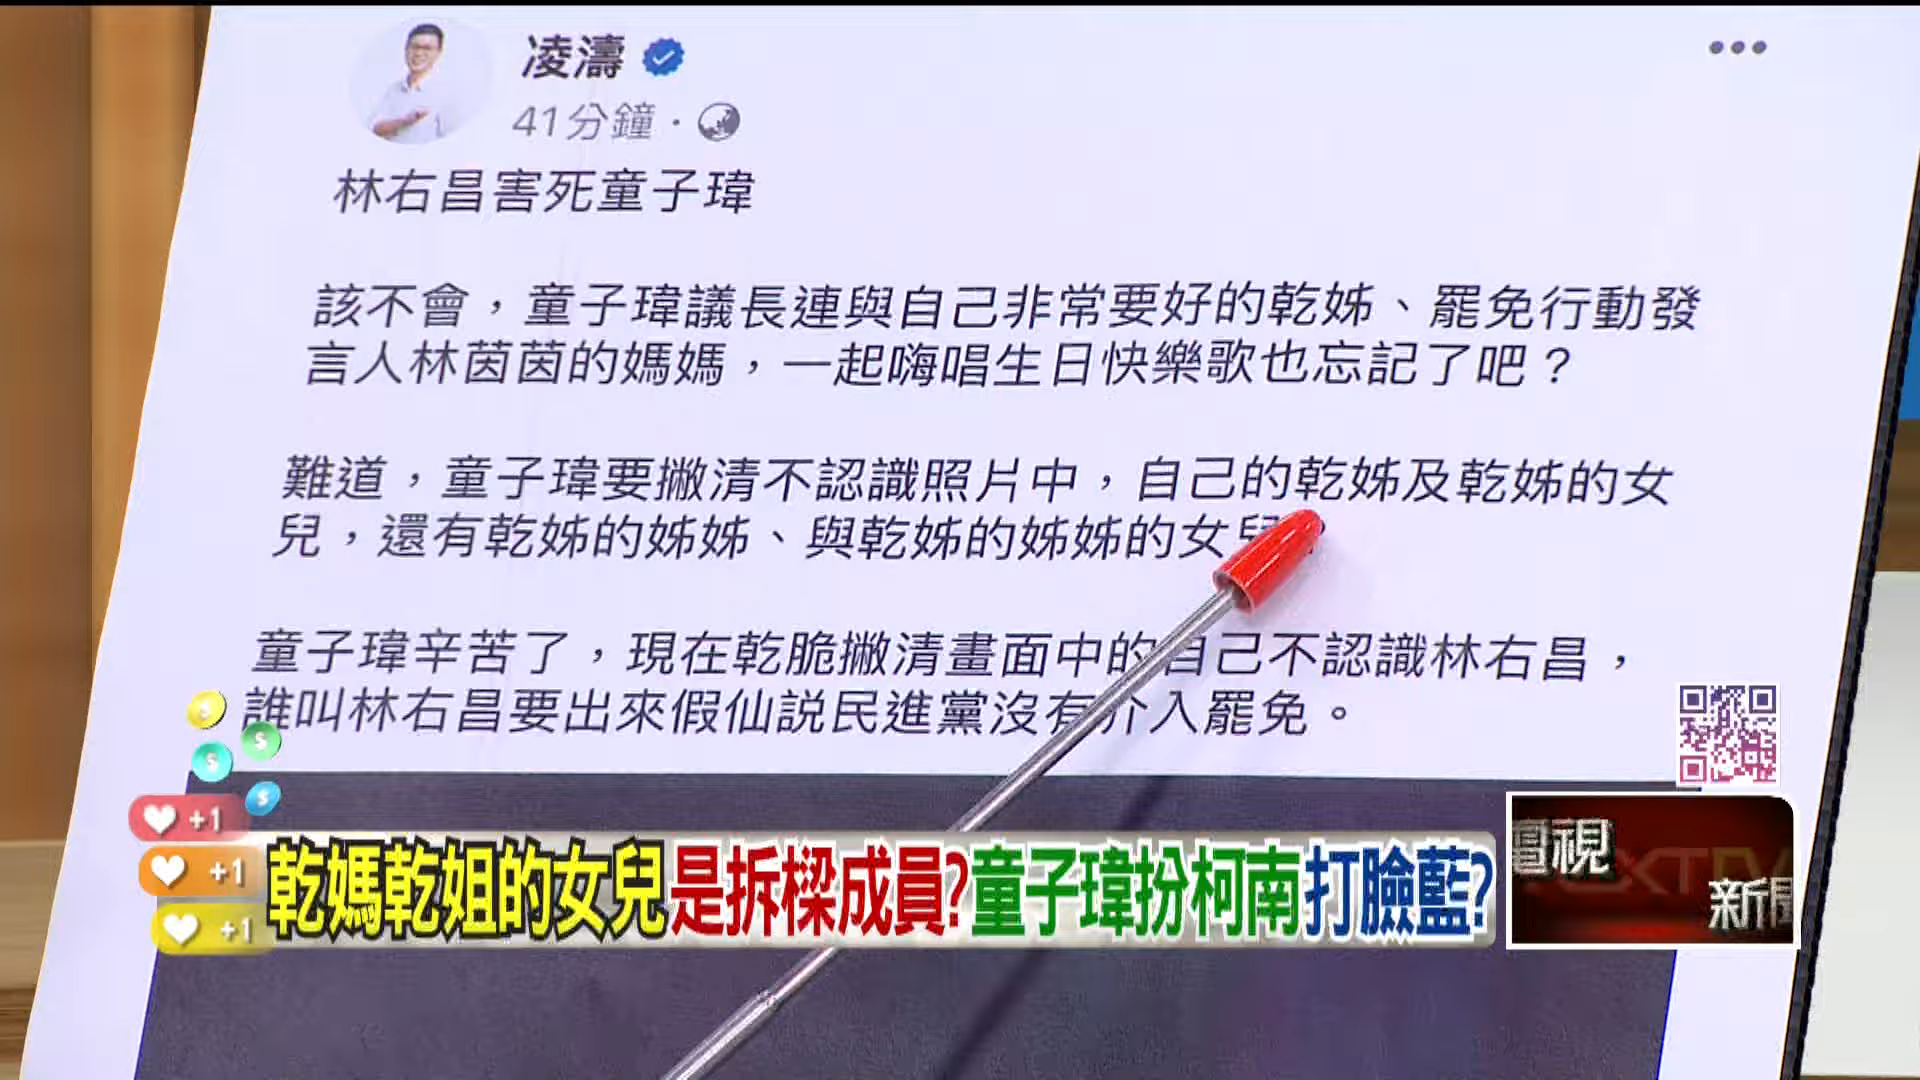 凌濤
41分鐘·
林右昌害死童子瑋
該不會，童子瑋議長連與自己非常要好的乾姊、罷免行動發
言人林茵茵的媽媽，一起嗨唱生日快樂歌也忘記了吧？
難道，童子瑋要撇清不認識照片中，自己的乾姊及乾姊的女
兒，還有乾姊的姊姊、與乾姊的姊姊的女兒
童子瑋辛苦了，現在乾脆撇清畫面中的自己不認識林右昌，
誰叫林右昌要出來假仙說民進黨沒有介入罷免。
+1
+1
+1
乾媽乾姐的女兒是拆樑成員?童子瑋扮柯南打臉藍?
電視
新聞